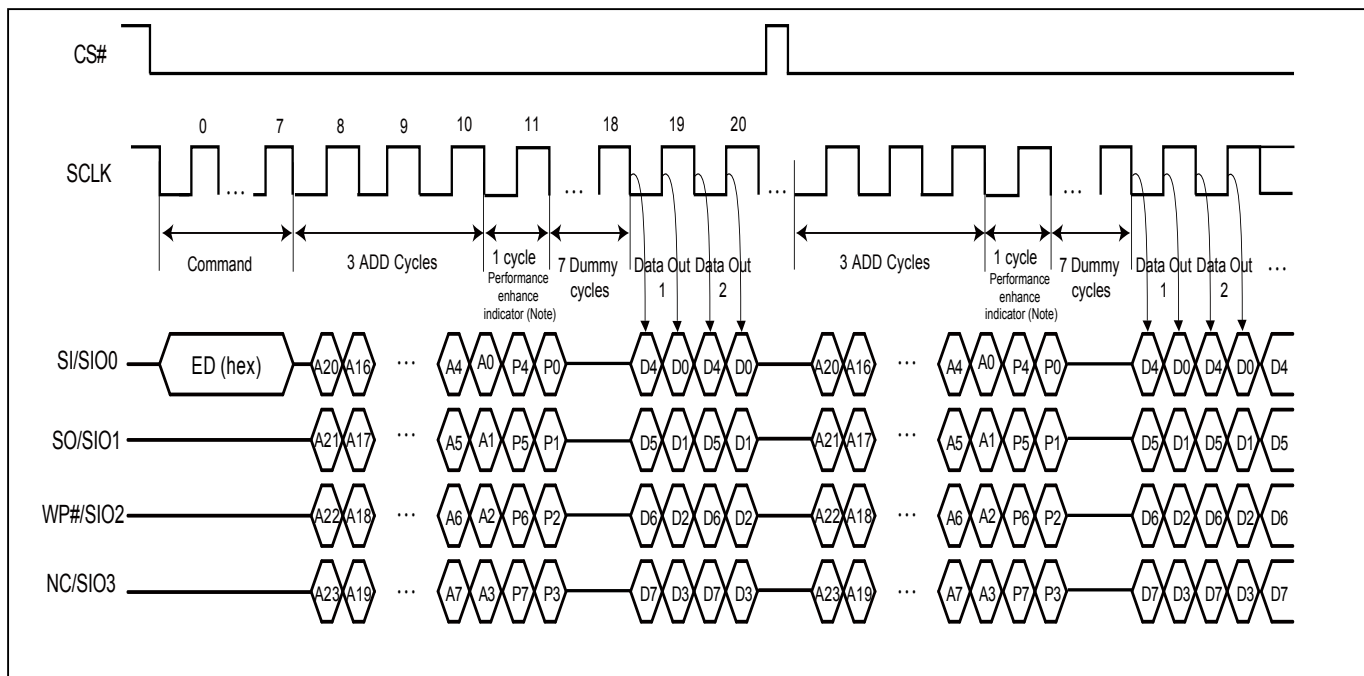 CS#
0 7 8 9 10 11 18 19 20
SCLK
... ... ... ... ...
Command
3 ADD Cycles
1 cycle
Performance
enhance
indicator (Note)
7 Dummy
cycles
Data Out
1
Data Out
2
3 ADD Cycles
1 cycle
Performance
enhance
indicator (Note)
7 Dummy
cycles
Data Out
1
Data Out
2
...
SI/SIO0 ED (hex) A20 A16 ... A4 A0 P4 P0 D4 D0 D4 D0 A20 A16 ... A4 A0 P4 P0 D4 D0 D4 D0 D4
SO/SIO1 A21 A17 ... A5 A1 P5 P1 D5 D1 D5 D1 A21 A17 ... A5 A1 P5 P1 D5 D1 D5 D1 D5
WP#/SIO2 A22 A18 ... A6 A2 P6 P2 D6 D2 D6 D2 A22 A18 ... A6 A2 P6 P2 D6 D2 D6 D2 D6
NC/SIO3 A23 A19 ... A7 A3 P7 P3 D7 D3 D7 D3 A23 A19 ... A7 A3 P7 P3 D7 D3 D7 D3 D7